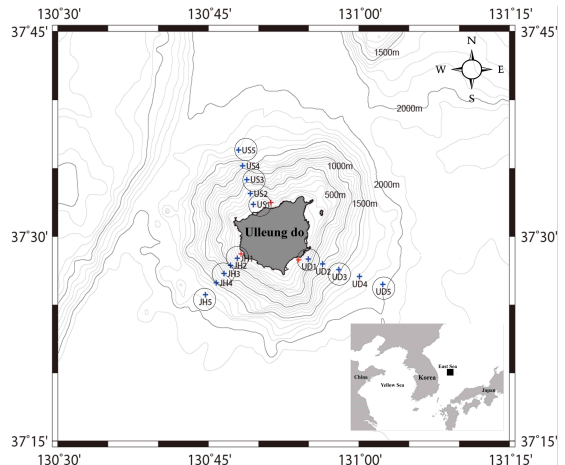 130°30' 130°45' 131°00' 131°15'
37°45' 37°45'
1500m
N
W E
S
2000m
US5
US4
1000m
US3
2000m
US2
500m
US1
1500m
37°30' Ulleung do 37°30'
JH1 UD1
JH2 UD2
JH3 UD3
JH4 UD4
JH5 UD5
East Sea
China Korea
Yellow Sea
Japan
37°15' 37°15'
130°30' 130°45' 131°00' 131°15'